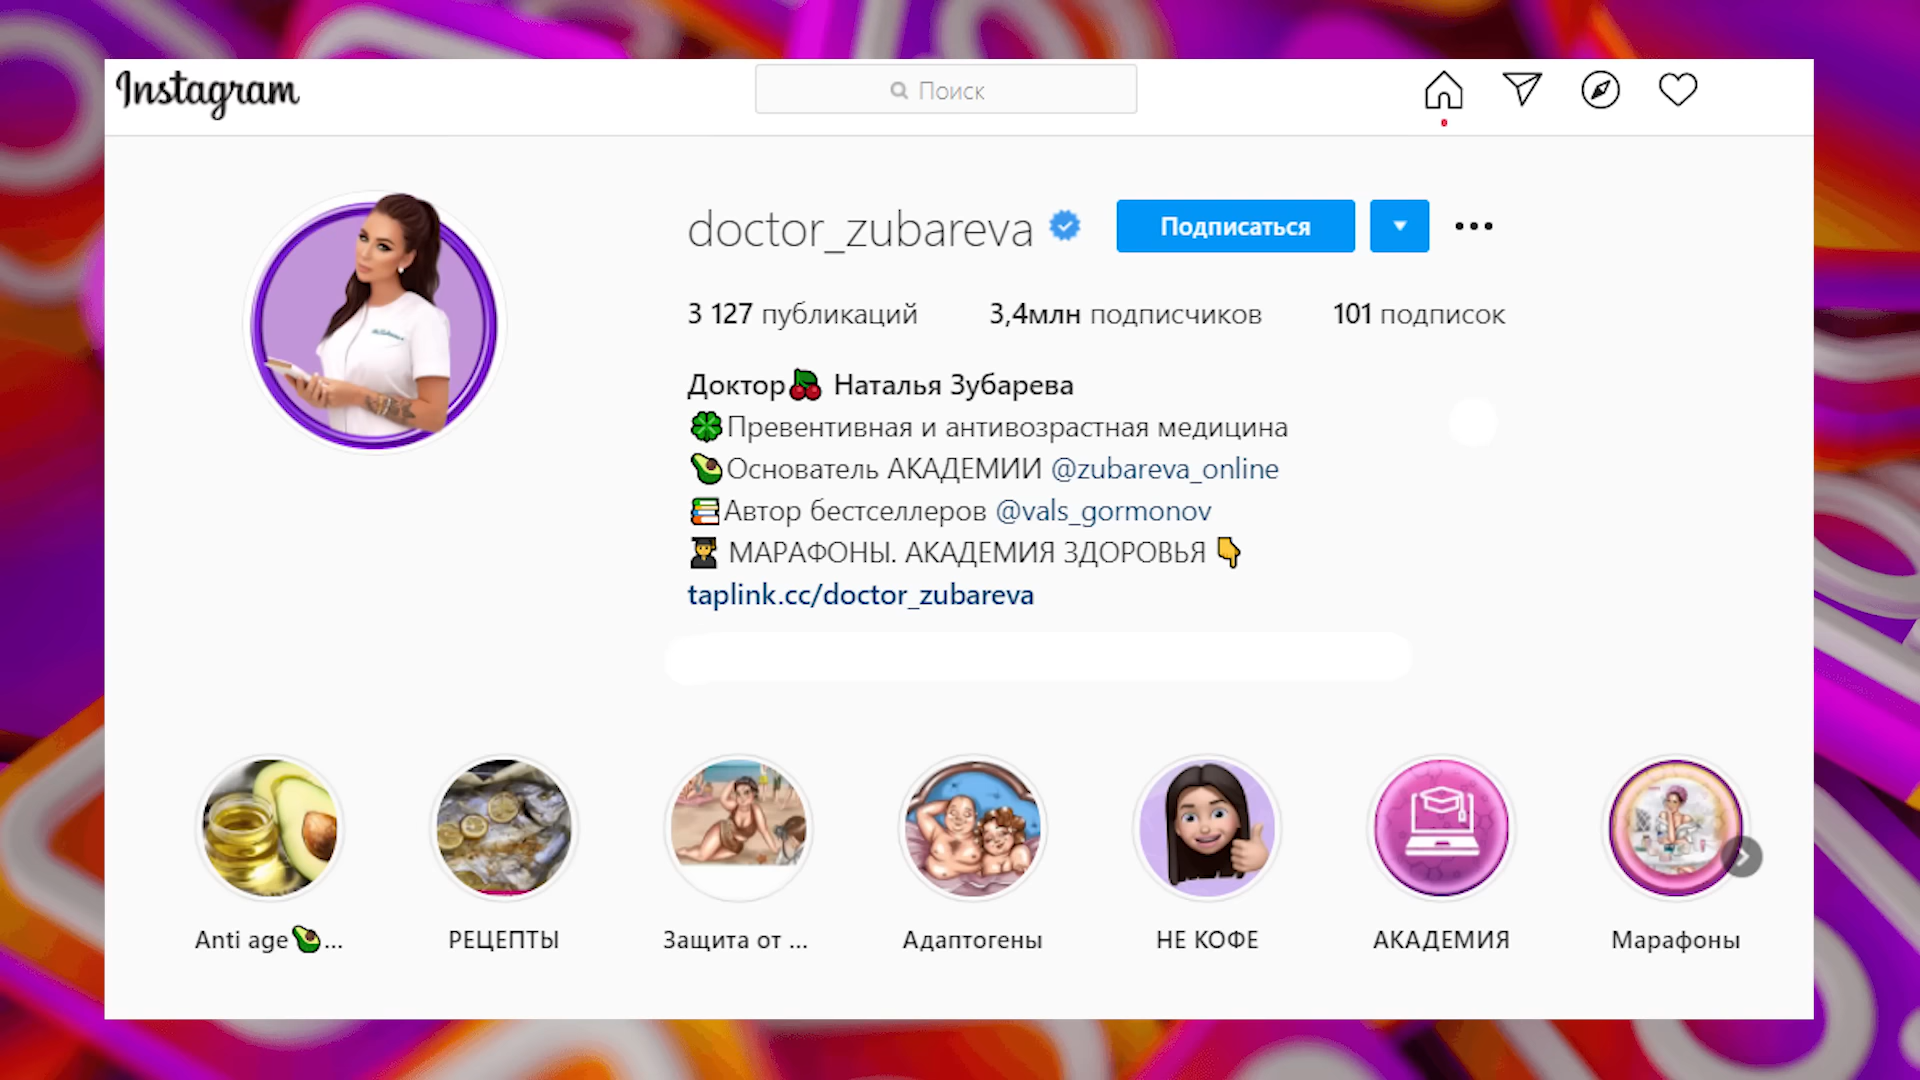 Instagram
Поиск
doctor_zubareva
Подписаться
3 127 публикаций 3,4млн подписчиков 101 подписок
Доктор🍒 Наталья Зубарева
🍀Превентивная и антивозрастная медицина
🥑Основатель АКАДЕМИИ @zubareva_online
📚Автор бестселлеров @vals_gormonov
👨‍🎓 МАРАФОНЫ. АКАДЕМИЯ ЗДОРОВЬЯ 👇
taplink.cc/doctor_zubareva
Anti age🥑... РЕЦЕПТЫ Защита от ... Адаптогены НЕ КОФЕ АКАДЕМИЯ Марафоны